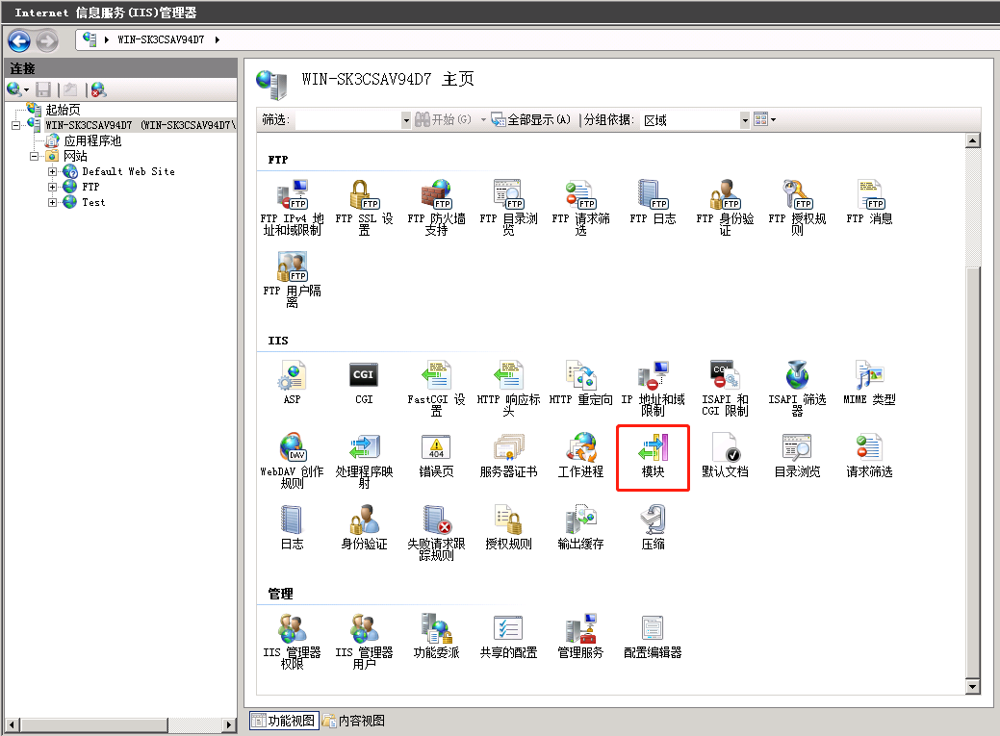 Internet 信息服务(IIS)管理器
WIN-SK3CSAV94D7
连接
起始页
WIN-SK3CSAV94D7 (WIN-SK3CSAV94D7\
应用程序池
网站
Default Web Site
FTP
Test
WIN-SK3CSAV94D7 主页
筛选: 开始(G) 全部显示(A) 分组依据: 区域
FTP
FTP IPv4 地
址和域限制
FTP SSL 设
置
FTP 防火墙
支持
FTP 目录浏
览
FTP 请求筛
选
FTP 日志
FTP 身份验
证
FTP 授权规
则
FTP 消息
FTP 用户隔
离
IIS
ASP
CGI
CGI
FastCGI 设
置
HTTP 响应标
头
HTTP 重定向
IP 地址和域
限制
ISAPI 和
CGI 限制
ISAPI 筛选
器
MIME 类型
DAV
WebDAV 创作
规则
处理程序映
射
404
错误页
服务器证书
工作进程
模块
默认文档
目录浏览
请求筛选
日志
身份验证
失败请求跟
踪规则
授权规则
输出缓存
压缩
管理
IIS 管理器
权限
IIS 管理器
用户
功能委派
共享的配置
管理服务
配置编辑器
功能视图 内容视图